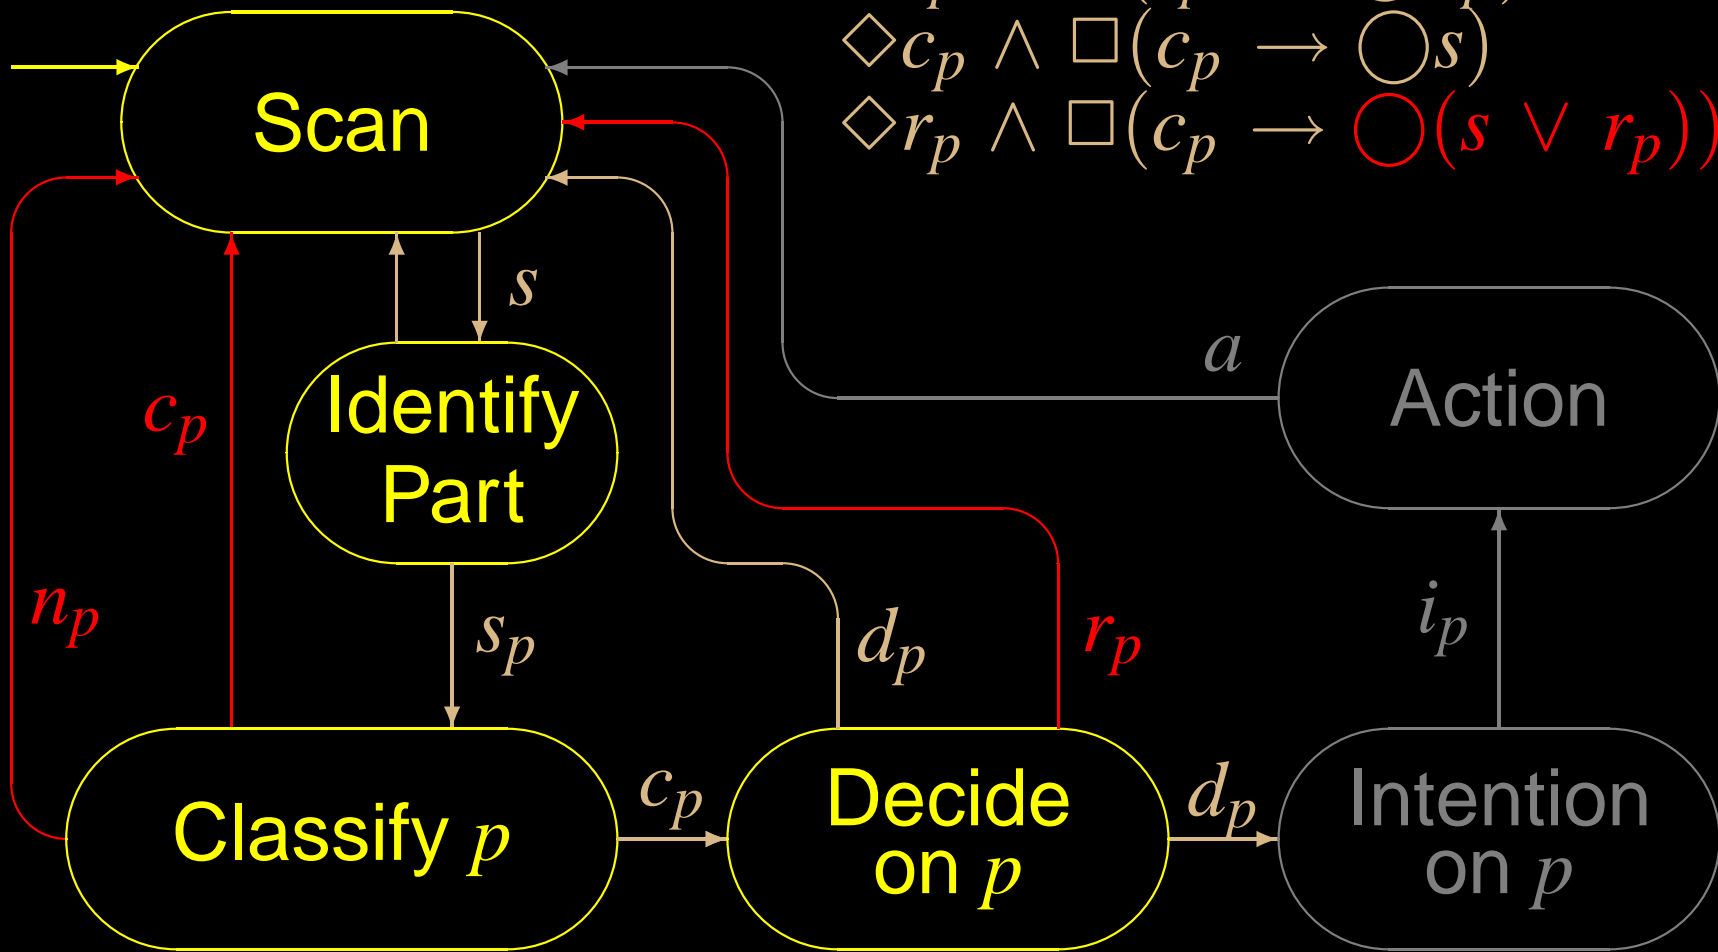 ◇c_p ∧ □(c_p → ◯s)
◇r_p ∧ □(c_p → ◯(s ∨ r_p))
Scan
s
a
Action
c_p
Identify
Part
n_p
s_p
d_p
r_p
i_p
Classify p
c_p
Decide
on p
d_p
Intention
on p